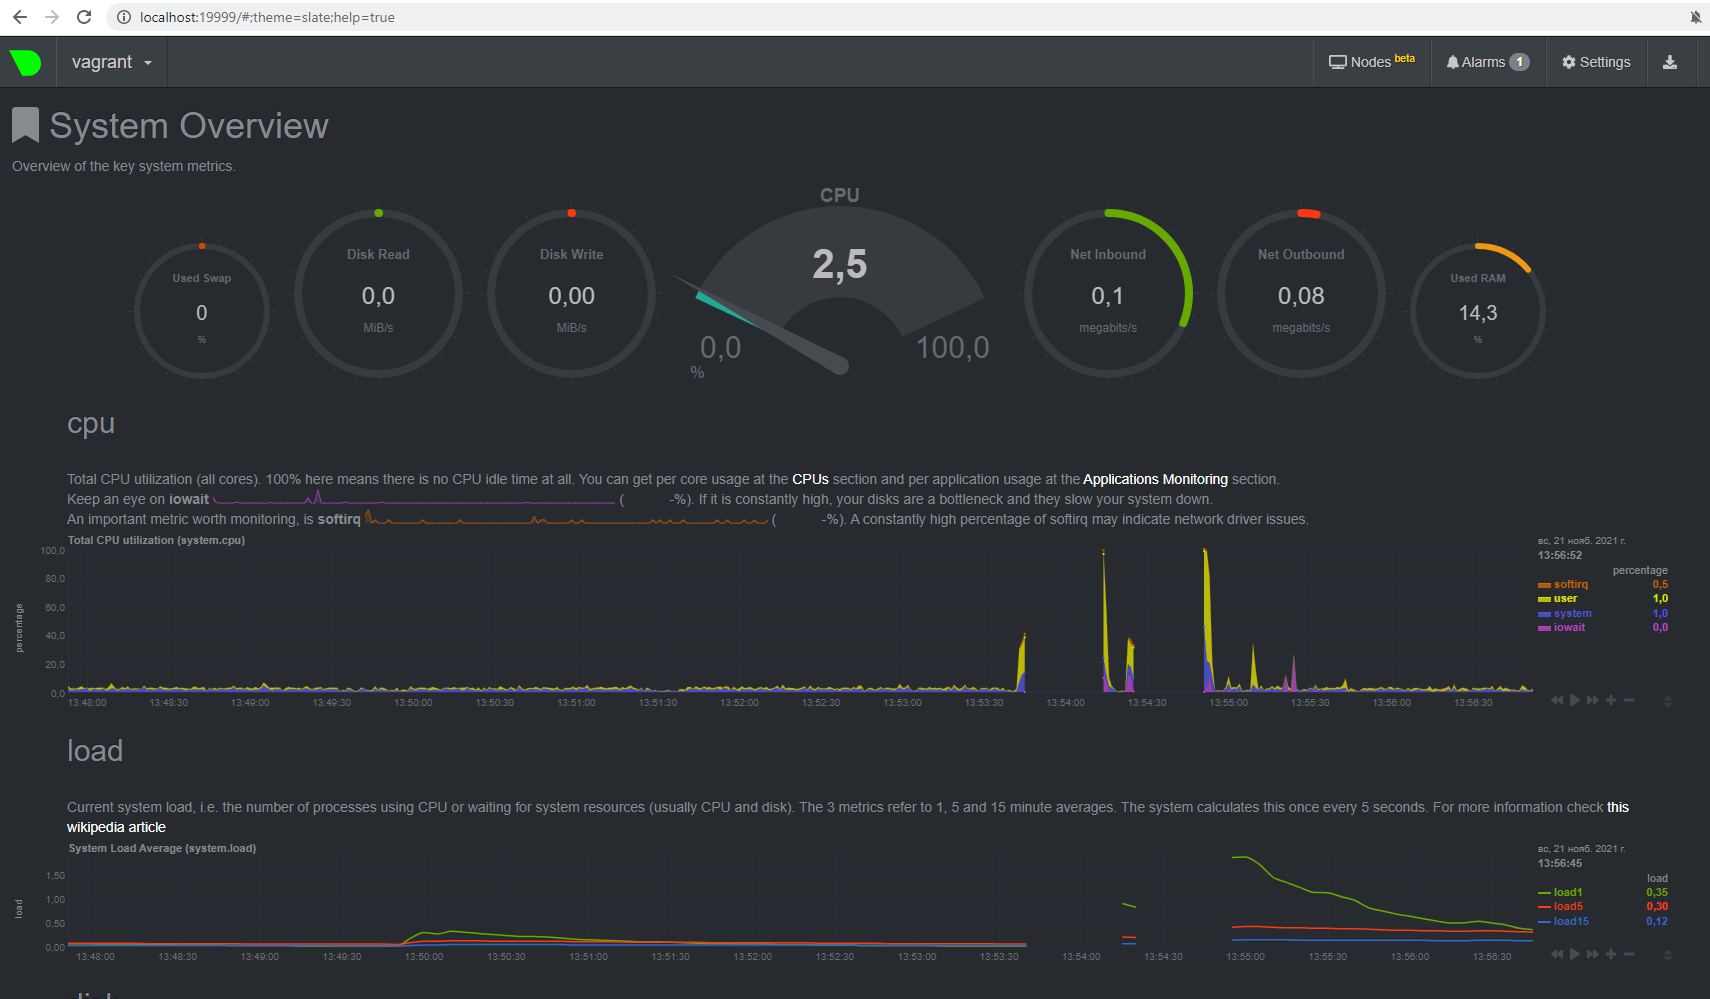 localhost:19999/#;theme=slate;help=true
vagrant
Nodes beta
Alarms 1
Settings
System Overview
Overview of the key system metrics.
Used Swap
0
%
Disk Read
0,0
MiB/s
Disk Write
0,00
MiB/s
CPU
2,5
0,0
100,0
%
Net Inbound
0,1
megabits/s
Net Outbound
0,08
megabits/s
Used RAM
14,3
%
cpu
Total CPU utilization (all cores). 100% here means there is no CPU idle time at all. You can get per core usage at the CPUs section and per application usage at the Applications Monitoring section.
Keep an eye on iowait ( -%). If it is constantly high, your disks are a bottleneck and they slow your system down.
An important metric worth monitoring, is softirq ( -%). A constantly high percentage of softirq may indicate network driver issues.
Total CPU utilization (system.cpu)
percentage
100,0
80,0
60,0
40,0
20,0
0,0
13:48:00 13:48:30 13:49:00 13:49:30 13:50:00 13:50:30 13:51:00 13:51:30 13:52:00 13:52:30 13:53:00 13:53:30 13:54:00 13:54:30 13:55:00 13:55:30 13:56:00 13:56:30
вс, 21 нояб. 2021 г.
13:56:52
percentage
softirq 0,5
user 1,0
system 1,0
iowait 0,0
load
Current system load, i.e. the number of processes using CPU or waiting for system resources (usually CPU and disk). The 3 metrics refer to 1, 5 and 15 minute averages. The system calculates this once every 5 seconds. For more information check this
wikipedia article
System Load Average (system.load)
load
1,50
1,00
0,50
0,00
13:48:00 13:48:30 13:49:00 13:49:30 13:50:00 13:50:30 13:51:00 13:51:30 13:52:00 13:52:30 13:53:00 13:53:30 13:54:00 13:54:30 13:55:00 13:55:30 13:56:00 13:56:30
вс, 21 нояб. 2021 г.
13:56:45
load
load1 0,35
load5 0,30
load15 0,12